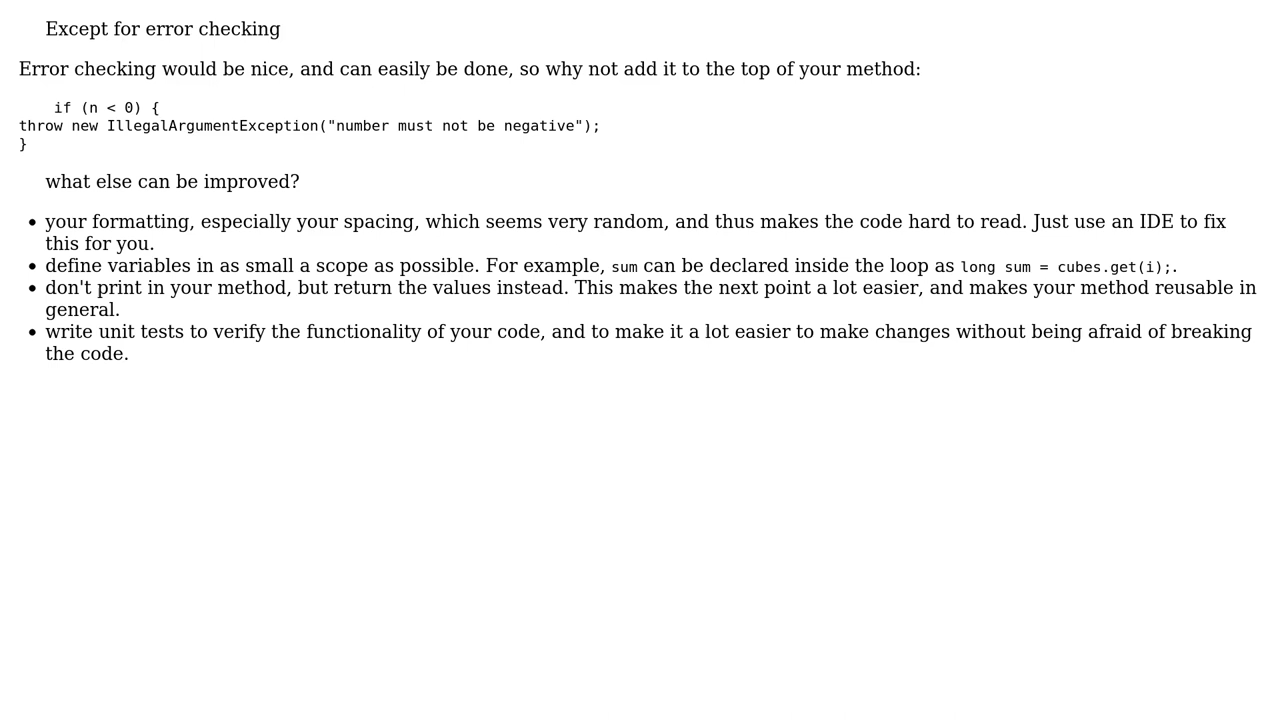 Except for error checking
Error checking would be nice, and can easily be done, so why not add it to the top of your method:
if (n < 0) {
throw new IllegalArgumentException("number must not be negative");
}
what else can be improved?
• your formatting, especially your spacing, which seems very random, and thus makes the code hard to read. Just use an IDE to fix
this for you.
• define variables in as small a scope as possible. For example, sum can be declared inside the loop as long sum = cubes.get(i);.
• don't print in your method, but return the values instead. This makes the next point a lot easier, and makes your method reusable in
general.
• write unit tests to verify the functionality of your code, and to make it a lot easier to make changes without being afraid of breaking
the code.